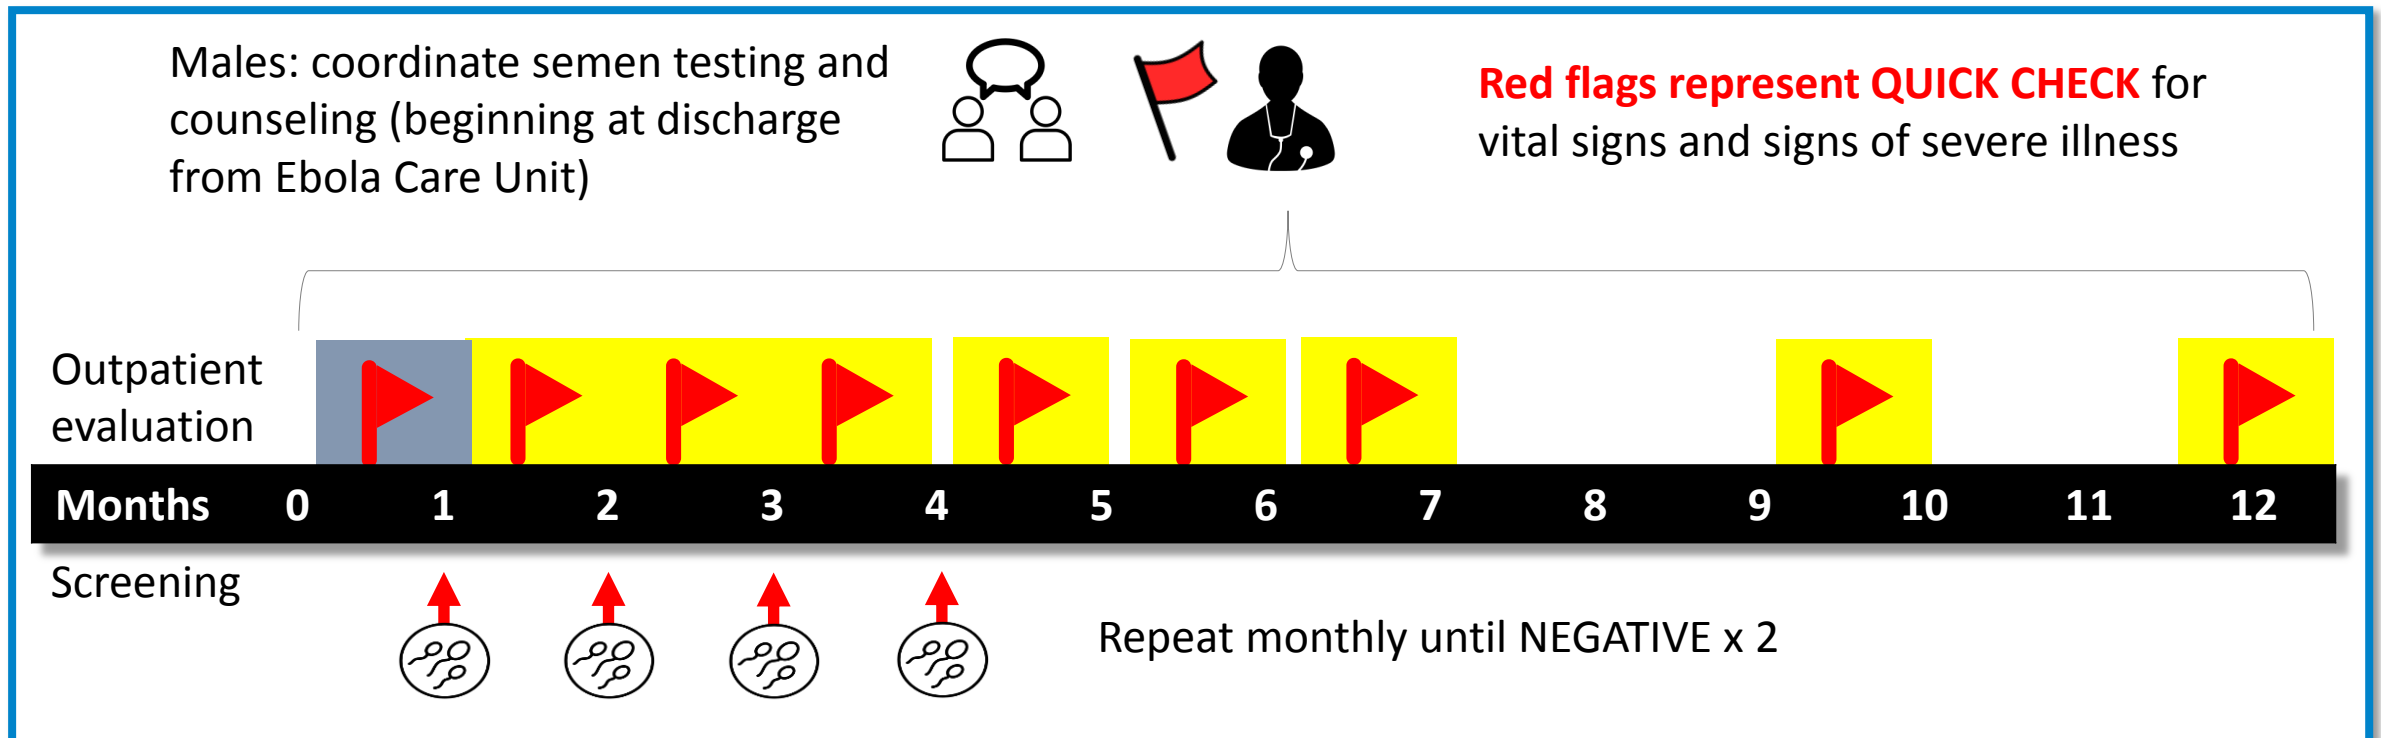 Males: coordinate semen testing and
counseling (beginning at discharge
from Ebola Care Unit)
Red flags represent QUICK CHECK for
vital signs and signs of severe illness
Outpatient
evaluation
Months 0 1 2 3 4 5 6 7 8 9 10 11 12
Screening
Repeat monthly until NEGATIVE x 2